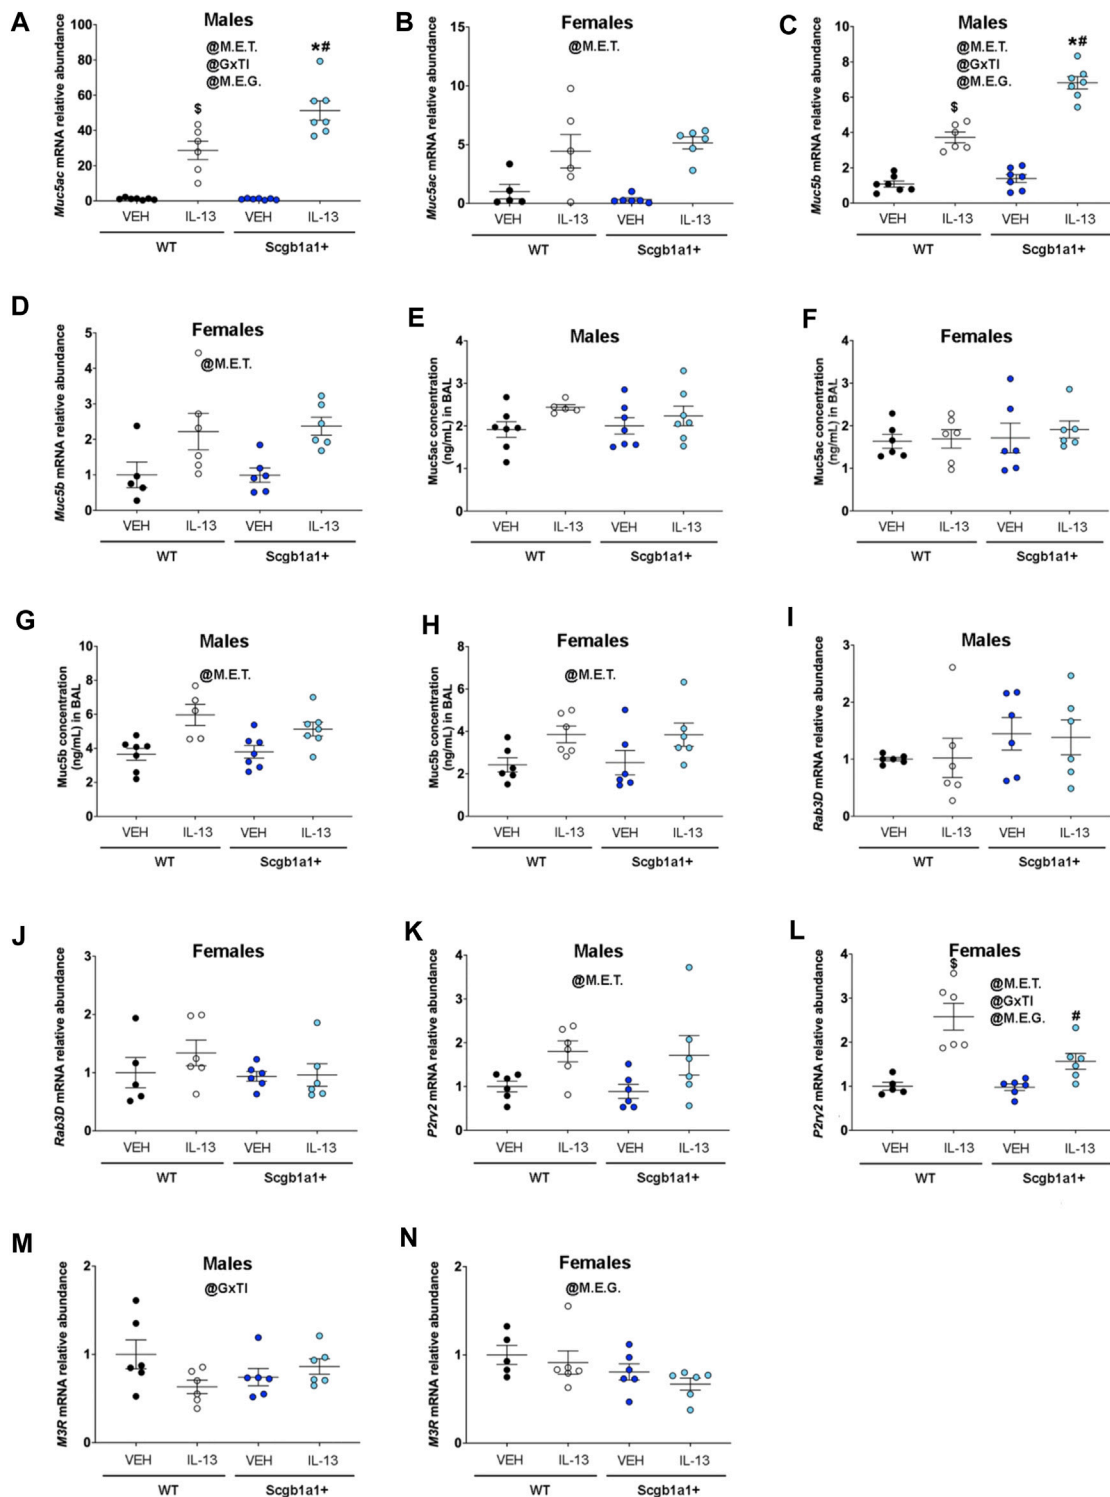 A
Males
Muc5ac mRNA relative abundance
100
80
60
40
20
0
@M.E.T.
@GxTI
@M.E.G.
$
*#
VEH
IL-13
VEH
IL-13
WT
Scgb1a1+
B
Females
Muc5ac mRNA relative abundance
15
10
5
0
@M.E.T.
VEH
IL-13
VEH
IL-13
WT
Scgb1a1+
C
Males
Muc5b mRNA relative abundance
10
8
6
4
2
0
@M.E.T.
@GxTI
@M.E.G.
$
*#
VEH
IL-13
VEH
IL-13
WT
Scgb1a1+
D
Females
Muc5b mRNA relative abundance
5
4
3
2
1
0
@M.E.T.
VEH
IL-13
VEH
IL-13
WT
Scgb1a1+
E
Males
Muc5ac concentration
(ng/mL) in BAL
4
3
2
1
0
VEH
IL-13
VEH
IL-13
WT
Scgb1a1+
F
Females
Muc5ac concentration
(ng/mL) in BAL
4
3
2
1
0
VEH
IL-13
VEH
IL-13
WT
Scgb1a1+
G
Males
Muc5b concentration
(ng/mL) in BAL
10
8
6
4
2
0
@M.E.T.
VEH
IL-13
VEH
IL-13
WT
Scgb1a1+
H
Females
Muc5b concentration
(ng/mL) in BAL
8
6
4
2
0
@M.E.T.
VEH
IL-13
VEH
IL-13
WT
Scgb1a1+
I
Males
Rab3D mRNA relative abundance
3
2
1
0
VEH
IL-13
VEH
IL-13
WT
Scgb1a1+
J
Females
Rab3D mRNA relative abundance
3
2
1
0
VEH
IL-13
VEH
IL-13
WT
Scgb1a1+
K
Males
P2ry2 mRNA relative abundance
4
3
2
1
0
@M.E.T.
VEH
IL-13
VEH
IL-13
WT
Scgb1a1+
L
Females
P2ry2 mRNA relative abundance
4
3
2
1
0
$
@M.E.T.
@GxTI
@M.E.G.
#
VEH
IL-13
VEH
IL-13
WT
Scgb1a1+
M
Males
M3R mRNA relative abundance
2
1
0
@GxTI
VEH
IL-13
VEH
IL-13
WT
Scgb1a1+
N
Females
M3R mRNA relative abundance
2
1
0
@M.E.G.
VEH
IL-13
VEH
IL-13
WT
Scgb1a1+